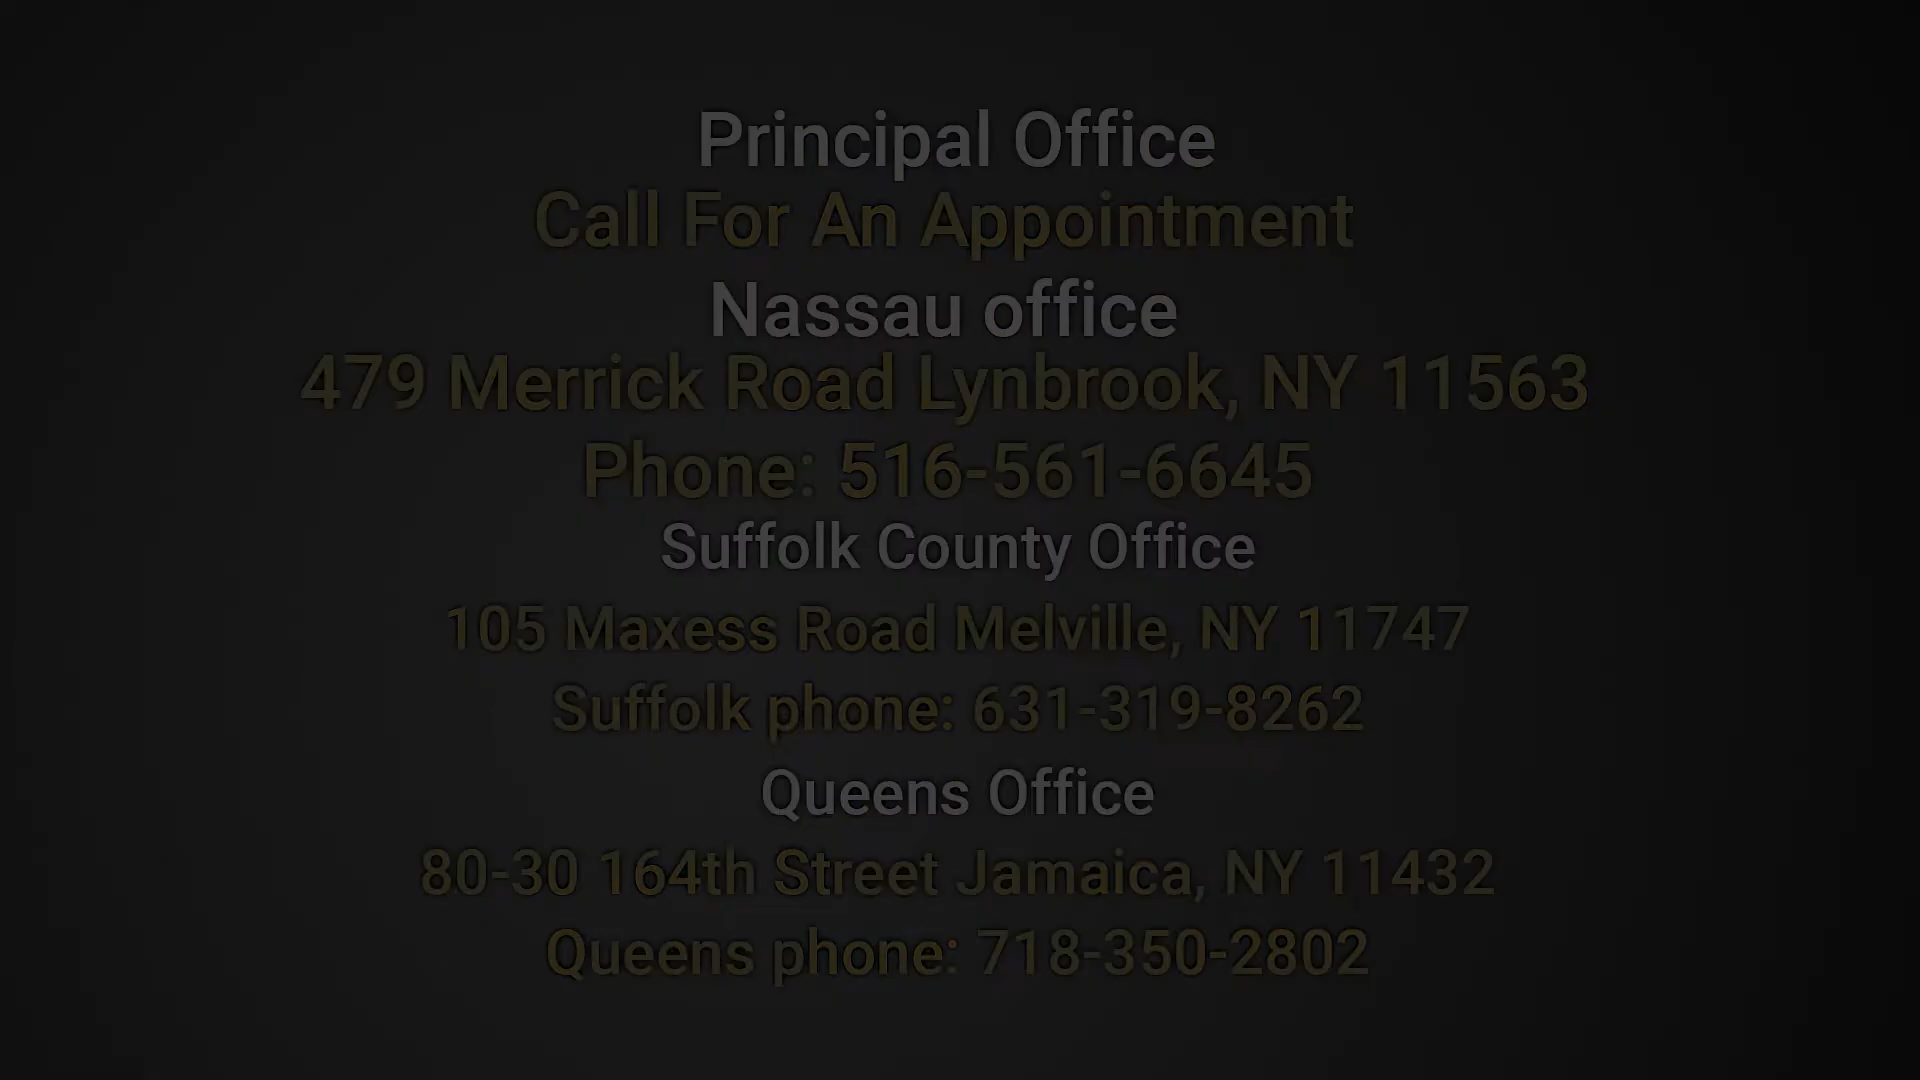 Principal Office
Call For An Appointment
Nassau office
479 Merrick Road Lynbrook, NY 11563
Phone: 516-561-6645
Suffolk County Office
105 Maxess Road Melville, NY 11747
Suffolk phone: 631-319-8262
Queens Office
80-30 164th Street Jamaica, NY 11432
Queens phone: 718-350-2802